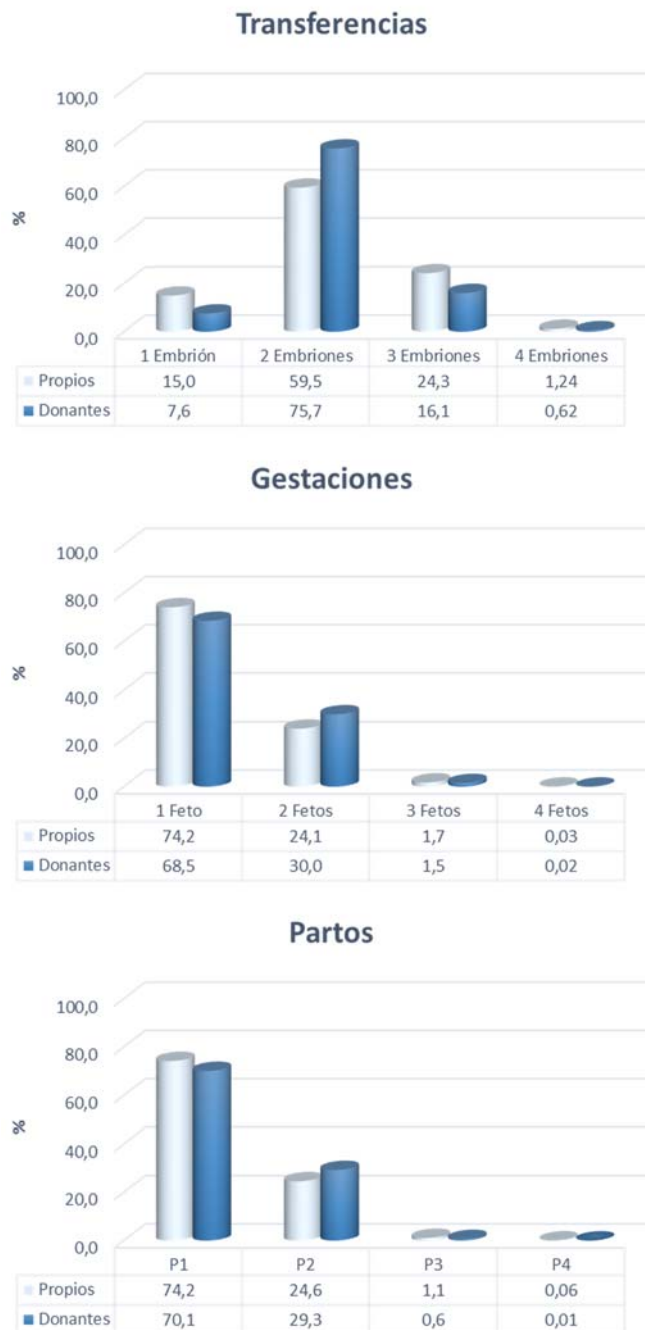 Transferencias
%
100,0
80,0
60,0
40,0
20,0
0,0
1 Embrión 2 Embriones 3 Embriones 4 Embriones
Propios 15,0 59,5 24,3 1,24
Donantes 7,6 75,7 16,1 0,62
Gestaciones
%
100,0
80,0
60,0
40,0
20,0
0,0
1 Feto 2 Fetos 3 Fetos 4 Fetos
Propios 74,2 24,1 1,7 0,03
Donantes 68,5 30,0 1,5 0,02
Partos
%
100,0
80,0
60,0
40,0
20,0
0,0
P1 P2 P3 P4
Propios 74,2 24,6 1,1 0,06
Donantes 70,1 29,3 0,6 0,01